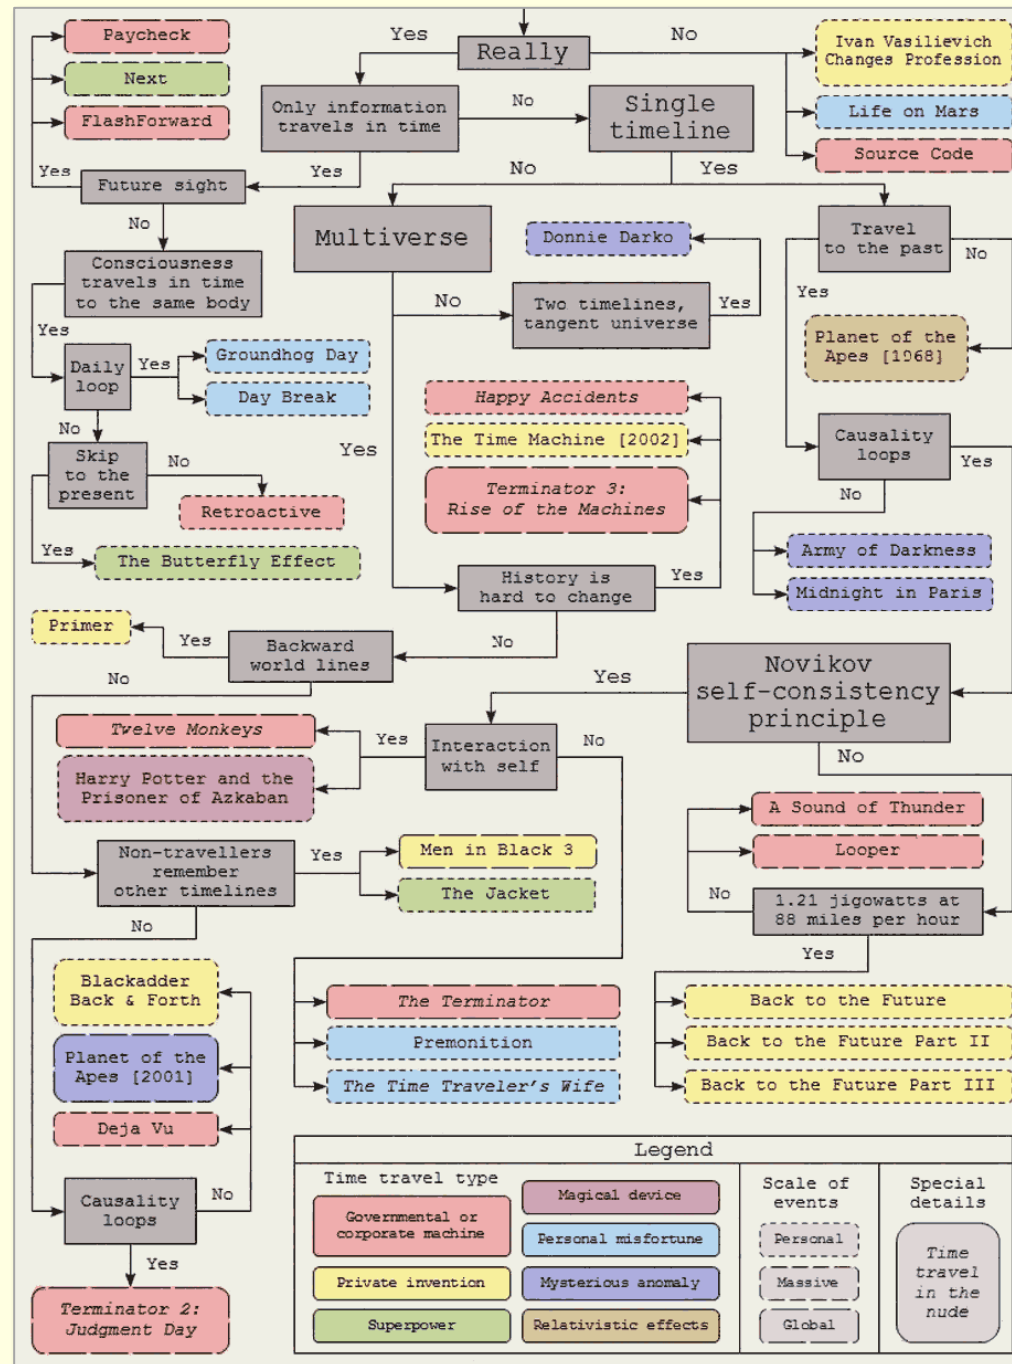 Paycheck
Next
FlashForward
Yes
Really
No
Ivan Vasilievich
Changes Profession
Life on Mars
Source Code
Only information
travels in time
No
Single
timeline
Yes
Future sight
Yes
No
Yes
No
Multiverse
Donnie Darko
Travel
to the past
No
Consciousness
travels in time
to the same body
No
Two timelines,
tangent universe
Yes
Yes
Planet of the
Apes [1968]
Yes
Daily
loop
Yes
Groundhog Day
Day Break
No
Happy Accidents
The Time Machine [2002]
Terminator 3:
Rise of the Machines
Yes
Causality
loops
Yes
No
Skip
to the
present
No
Retroactive
Yes
The Butterfly Effect
Army of Darkness
Midnight in Paris
History is
hard to change
Yes
No
Primer
Yes
Backward
world lines
No
Novikov
self-consistency
principle
Yes
No
Twelve Monkeys
Harry Potter and the
Prisoner of Azkaban
Yes
Interaction
with self
No
A Sound of Thunder
Looper
No
1.21 jigowatts at
88 miles per hour
Yes
Non-travellers
remember
other timelines
Yes
Men in Black 3
The Jacket
No
Blackadder
Back & Forth
Planet of the
Apes [2001]
Deja Vu
The Terminator
Premonition
The Time Traveler's Wife
Back to the Future
Back to the Future Part II
Back to the Future Part III
Causality
loops
No
Yes
Terminator 2:
Judgment Day
Legend
Time travel type
Governmental or
corporate machine
Private invention
Superpower
Magical device
Personal misfortune
Mysterious anomaly
Relativistic effects
Scale of
events
Personal
Massive
Global
Special
details
Time
travel
in the
nude